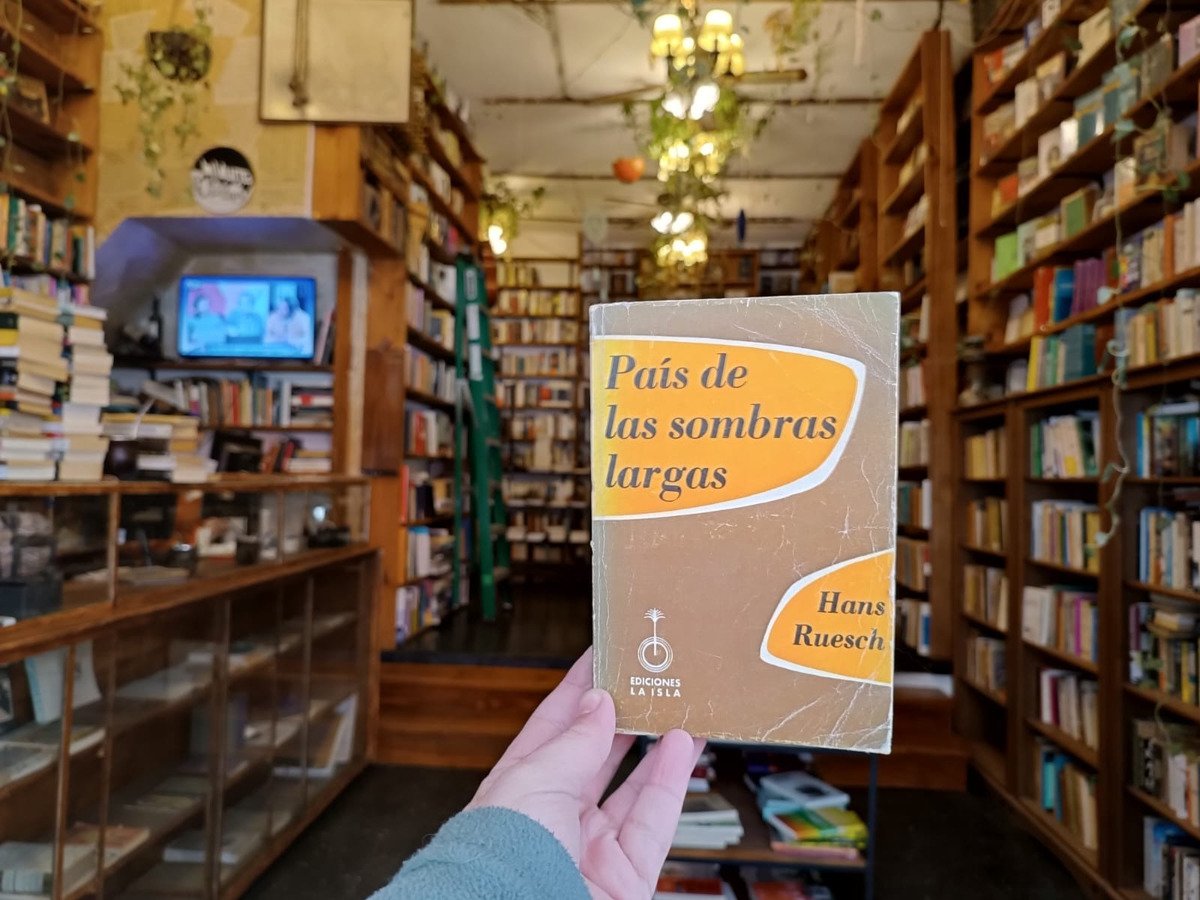 País de
las sombras
largas
Hans
Ruesch
EDICIONES
LA ISLA